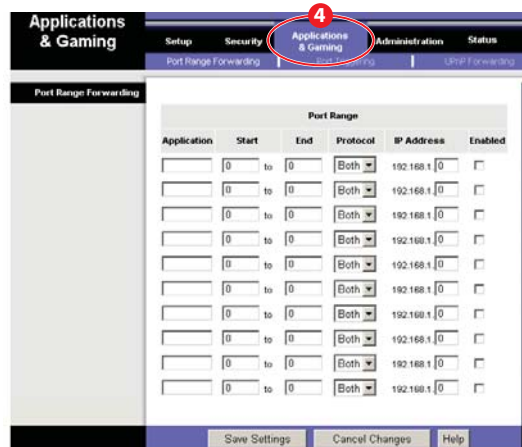 Applications
& Gaming
4
Setup Security Applications & Gaming Administration Status
Port Range Forwarding Port Triggering UPnP Forwarding
Port Range Forwarding
Port Range
Application Start End Protocol IP Address Enabled
0 to 0 Both 192.168.1. 0
0 to 0 Both 192.168.1. 0
0 to 0 Both 192.168.1. 0
0 to 0 Both 192.168.1. 0
0 to 0 Both 192.168.1. 0
0 to 0 Both 192.168.1. 0
0 to 0 Both 192.168.1. 0
0 to 0 Both 192.168.1. 0
0 to 0 Both 192.168.1. 0
0 to 0 Both 192.168.1. 0
Save Settings Cancel Changes Help